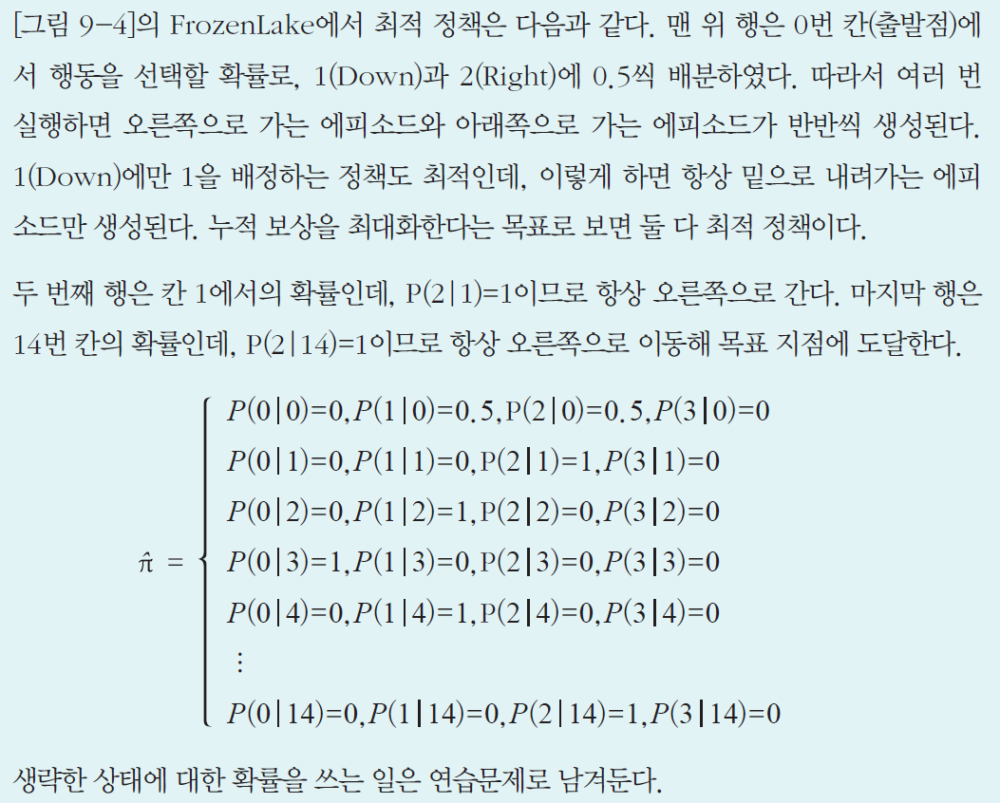 [그림 9-4]의 FrozenLake에서 최적 정책은 다음과 같다. 맨 위 행은 0번 칸(출발점)에
서 행동을 선택할 확률로, 1(Down)과 2(Right)에 0.5씩 배분하였다. 따라서 여러 번
실행하면 오른쪽으로 가는 에피소드와 아래쪽으로 가는 에피소드가 반반씩 생성된다.
1(Down)에만 1을 배정하는 정책도 최적인데, 이렇게 하면 항상 밑으로 내려가는 에피
소드만 생성된다. 누적 보상을 최대화한다는 목표로 보면 둘 다 최적 정책이다.
두 번째 행은 칸 1에서의 확률인데, P(2|1)=1이므로 항상 오른쪽으로 간다. 마지막 행은
14번 칸의 확률인데, P(2|14)=1이므로 항상 오른쪽으로 이동해 목표 지점에 도달한다.
P(0|0)=0,P(1|0)=0.5,P(2|0)=0.5,P(3|0)=0
P(0|1)=0,P(1|1)=0,P(2|1)=1,P(3|1)=0
P(0|2)=0,P(1|2)=1,P(2|2)=0,P(3|2)=0
π̂ = P(0|3)=1,P(1|3)=0,P(2|3)=0,P(3|3)=0
P(0|4)=0,P(1|4)=1,P(2|4)=0,P(3|4)=0
⋮
P(0|14)=0,P(1|14)=0,P(2|14)=1,P(3|14)=0
생략한 상태에 대한 확률을 쓰는 일은 연습문제로 남겨둔다.